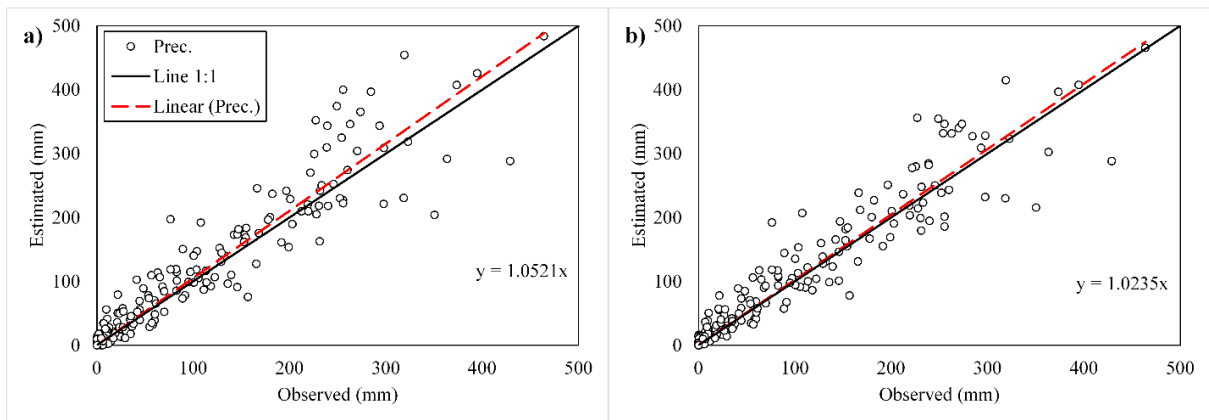 a)
Prec.
Line 1:1
Linear (Prec.)
500
400
300
200
100
0
Estimated (mm)
y = 1.0521x
0 100 200 300 400 500
Observed (mm)
b)
500
400
300
200
100
0
Estimated (mm)
y = 1.0235x
0 100 200 300 400 500
Observed (mm)